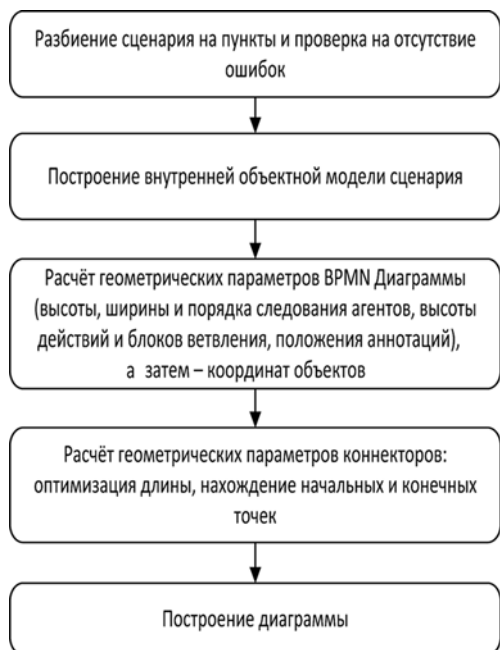 Разбиение сценария на пункты и проверка на отсутствие
ошибок
Построение внутренней объектной модели сценария
Расчёт геометрических параметров BPMN Диаграммы
(высоты, ширины и порядка следования агентов, высоты
действий и блоков ветвления, положения аннотаций),
а затем – координат объектов
Расчёт геометрических параметров коннекторов:
оптимизация длины, нахождение начальных и конечных
точек
Построение диаграммы